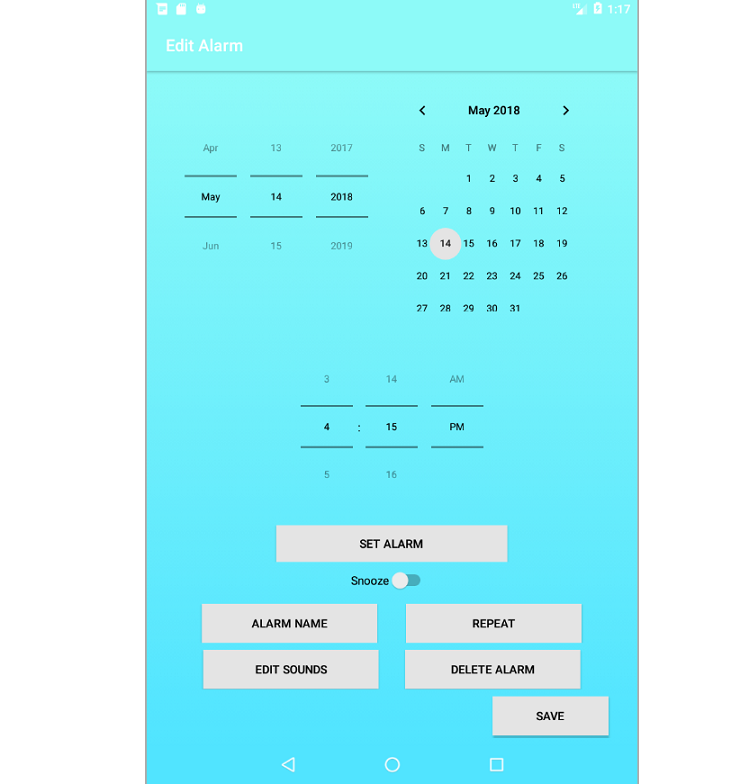 1:17
Edit Alarm
May 2018
S M T W T F S
1 2 3 4 5
6 7 8 9 10 11 12
13 14 15 16 17 18 19
20 21 22 23 24 25 26
27 28 29 30 31
Apr 13 2017
May 14 2018
Jun 15 2019
3 14 AM
4 : 15 PM
5 16
SET ALARM
Snooze
ALARM NAME REPEAT
EDIT SOUNDS DELETE ALARM
SAVE